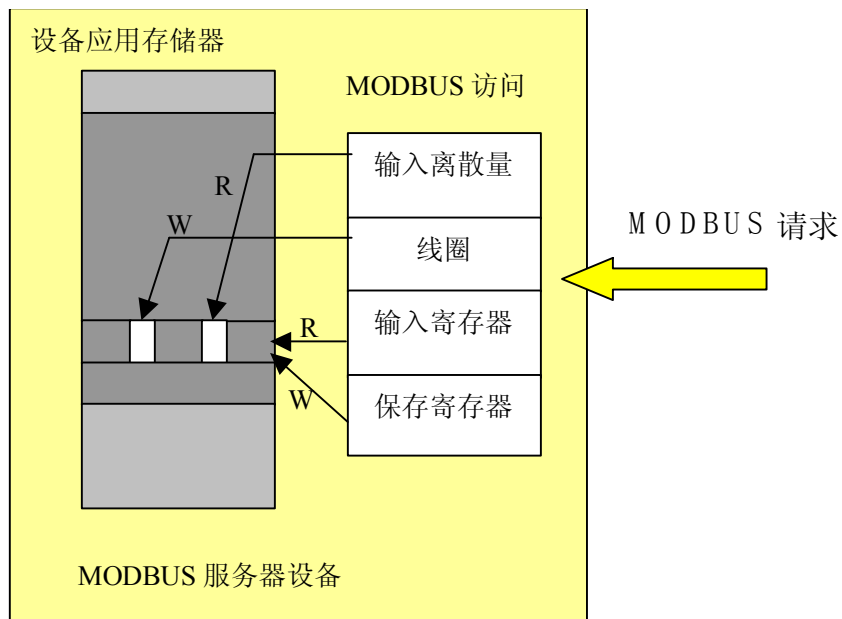 设备应用存储器
MODBUS 访问
输入离散量
R
W
线圈
MODBUS 请求
输入寄存器
R
保存寄存器
W
MODBUS 服务器设备